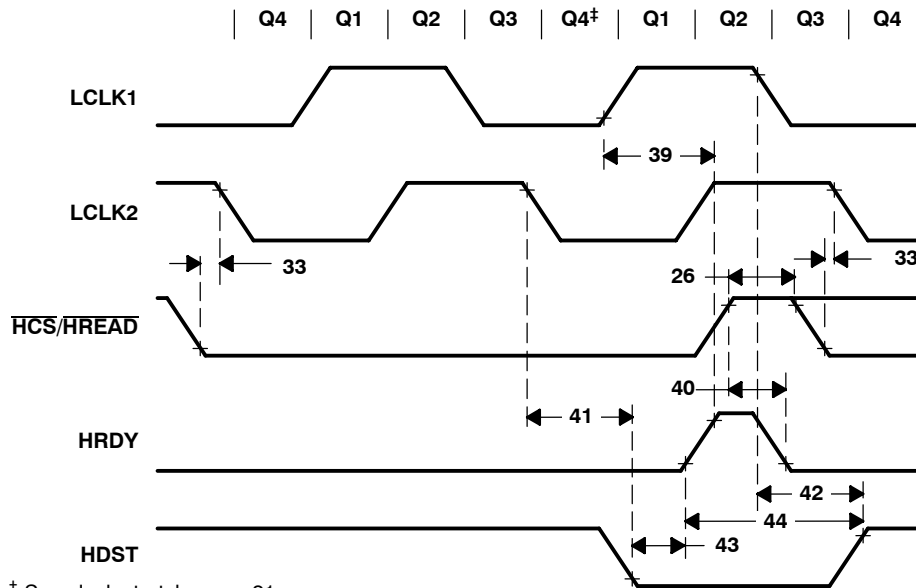 Q4 Q1 Q2 Q3 Q4‡ Q1 Q2 Q3 Q4
LCLK1
39
LCLK2
33
26
33
HCS/HREAD
40
41
HRDY
42
44
43
HDST